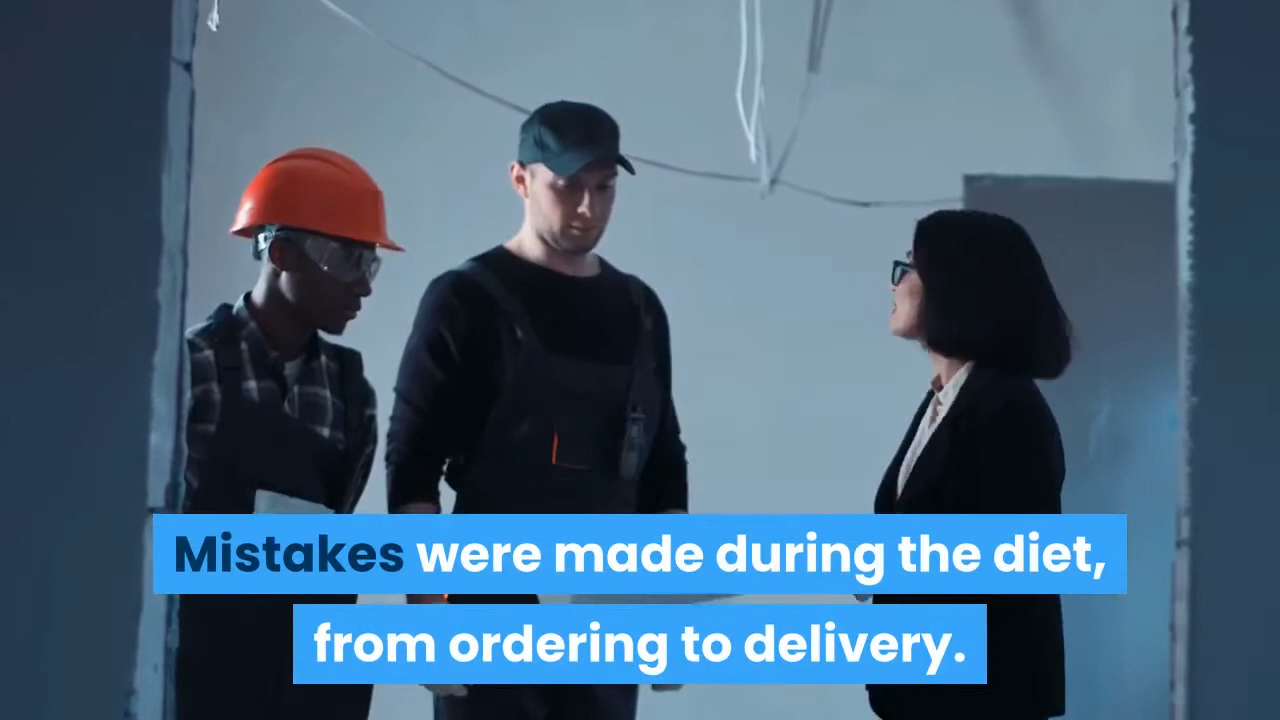 Mistakes were made during the diet,
from ordering to delivery.